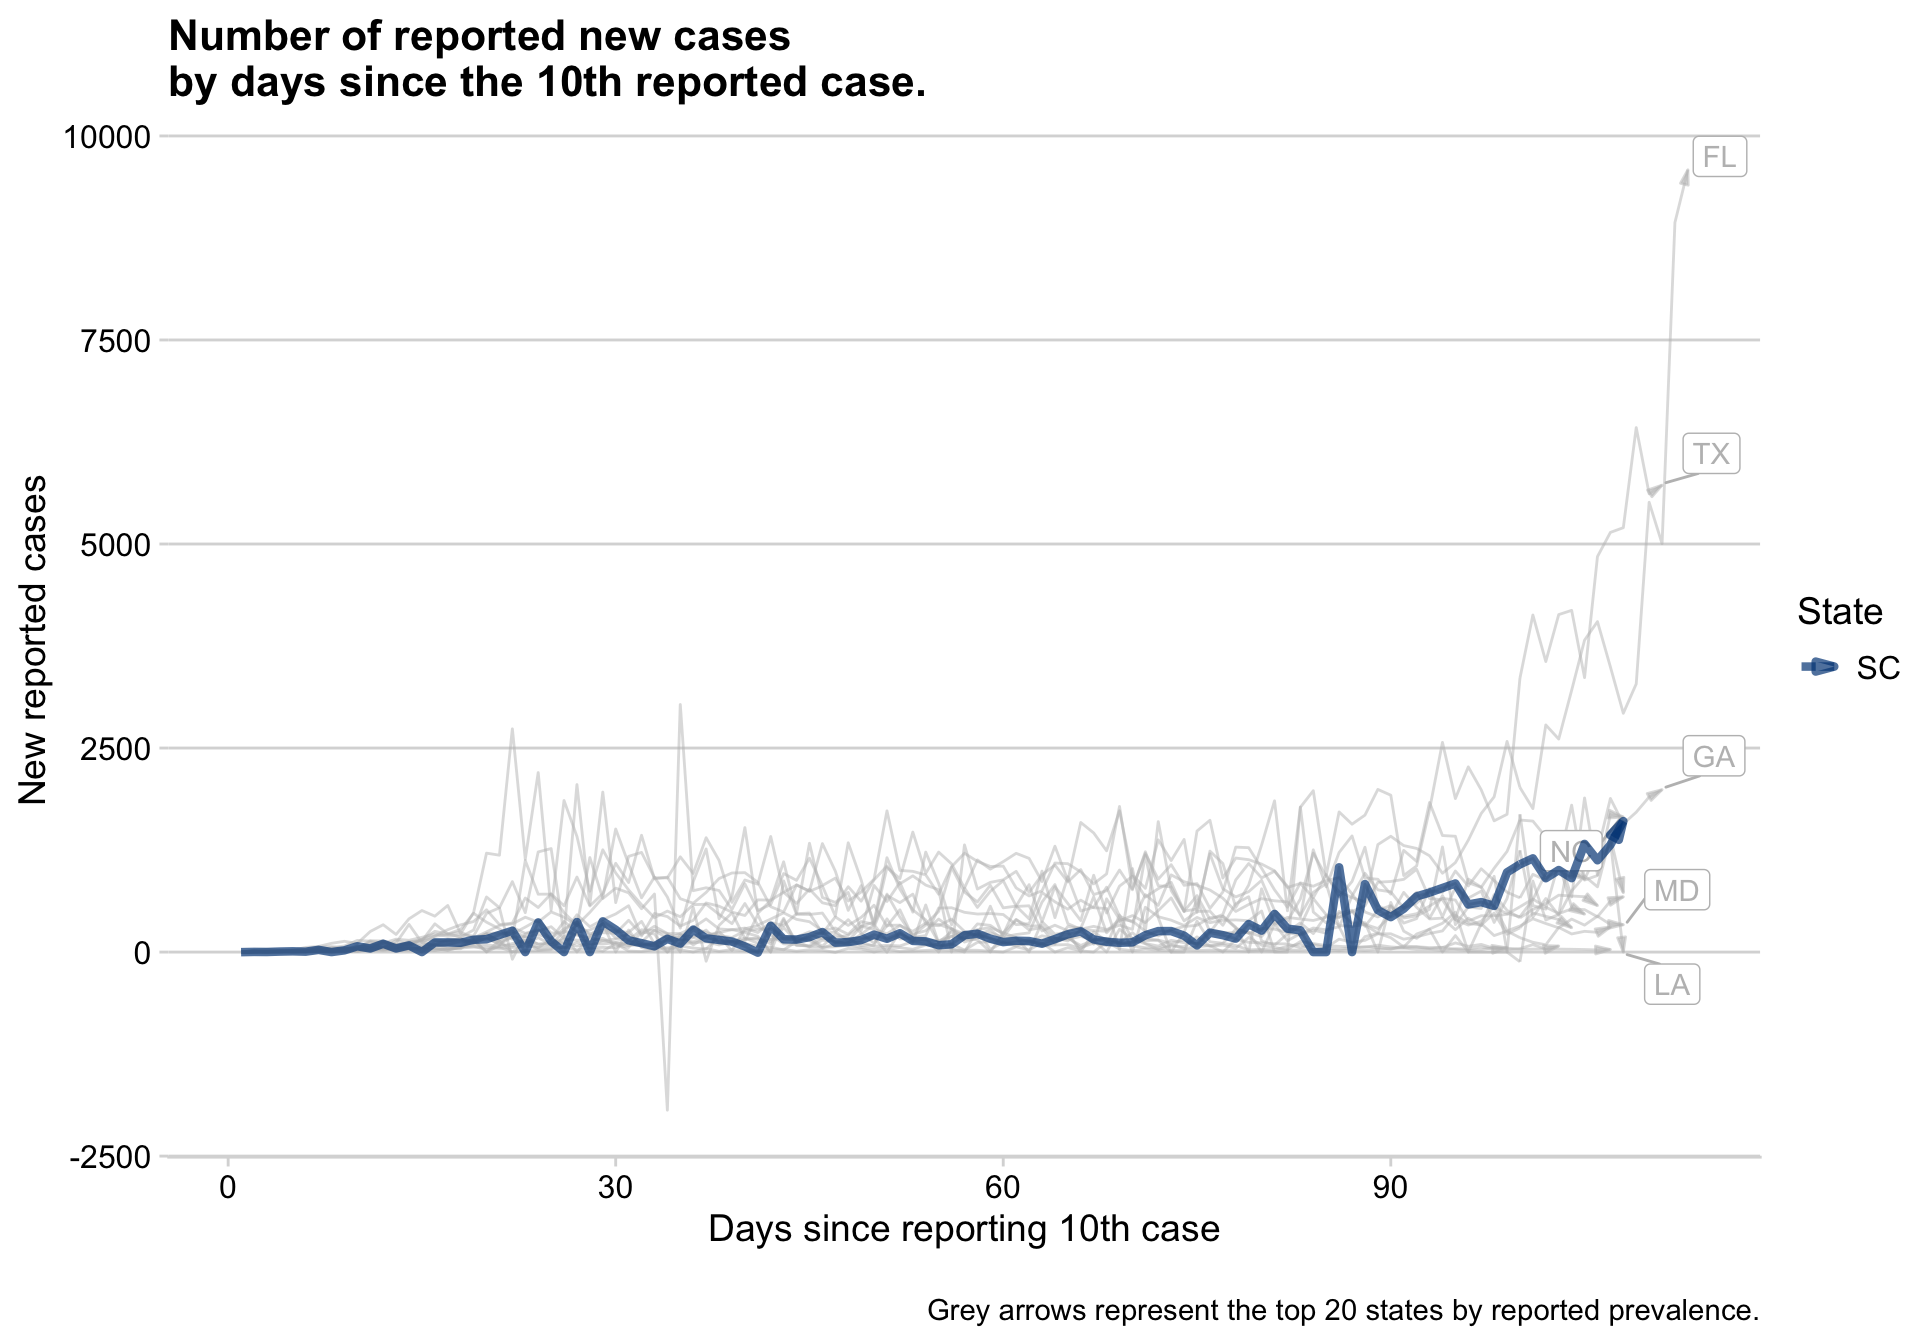 Number of reported new cases
by days since the 10th reported case.
10000
7500
5000
2500
0
-2500
New reported cases
FL
TX
GA
NC
MD
LA
State
SC
0
30
60
90
Days since reporting 10th case
Grey arrows represent the top 20 states by reported prevalence.